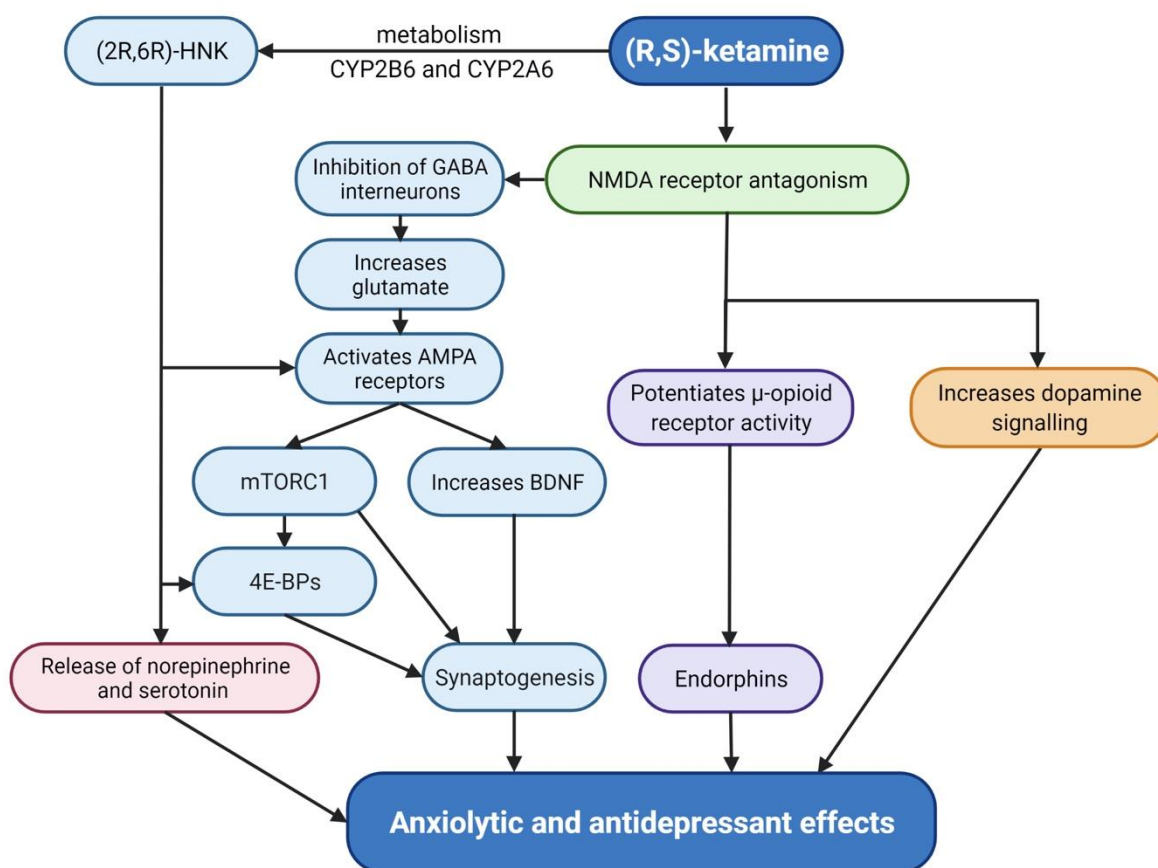 (2R,6R)-HNK
metabolism
CYP2B6 and CYP2A6
(R,S)-ketamine
Inhibition of GABA
interneurons
NMDA receptor antagonism
Increases
glutamate
Activates AMPA
receptors
Potentiates µ-opioid
receptor activity
Increases dopamine
signalling
mTORC1
Increases BDNF
4E-BPs
Release of norepinephrine
and serotonin
Synaptogenesis
Endorphins
Anxiolytic and antidepressant effects